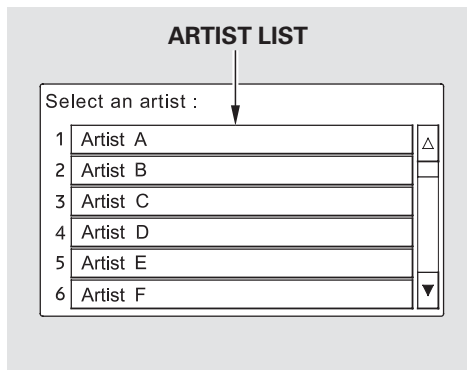 ARTIST LIST
Select an artist :
1 Artist A
2 Artist B
3 Artist C
4 Artist D
5 Artist E
6 Artist F